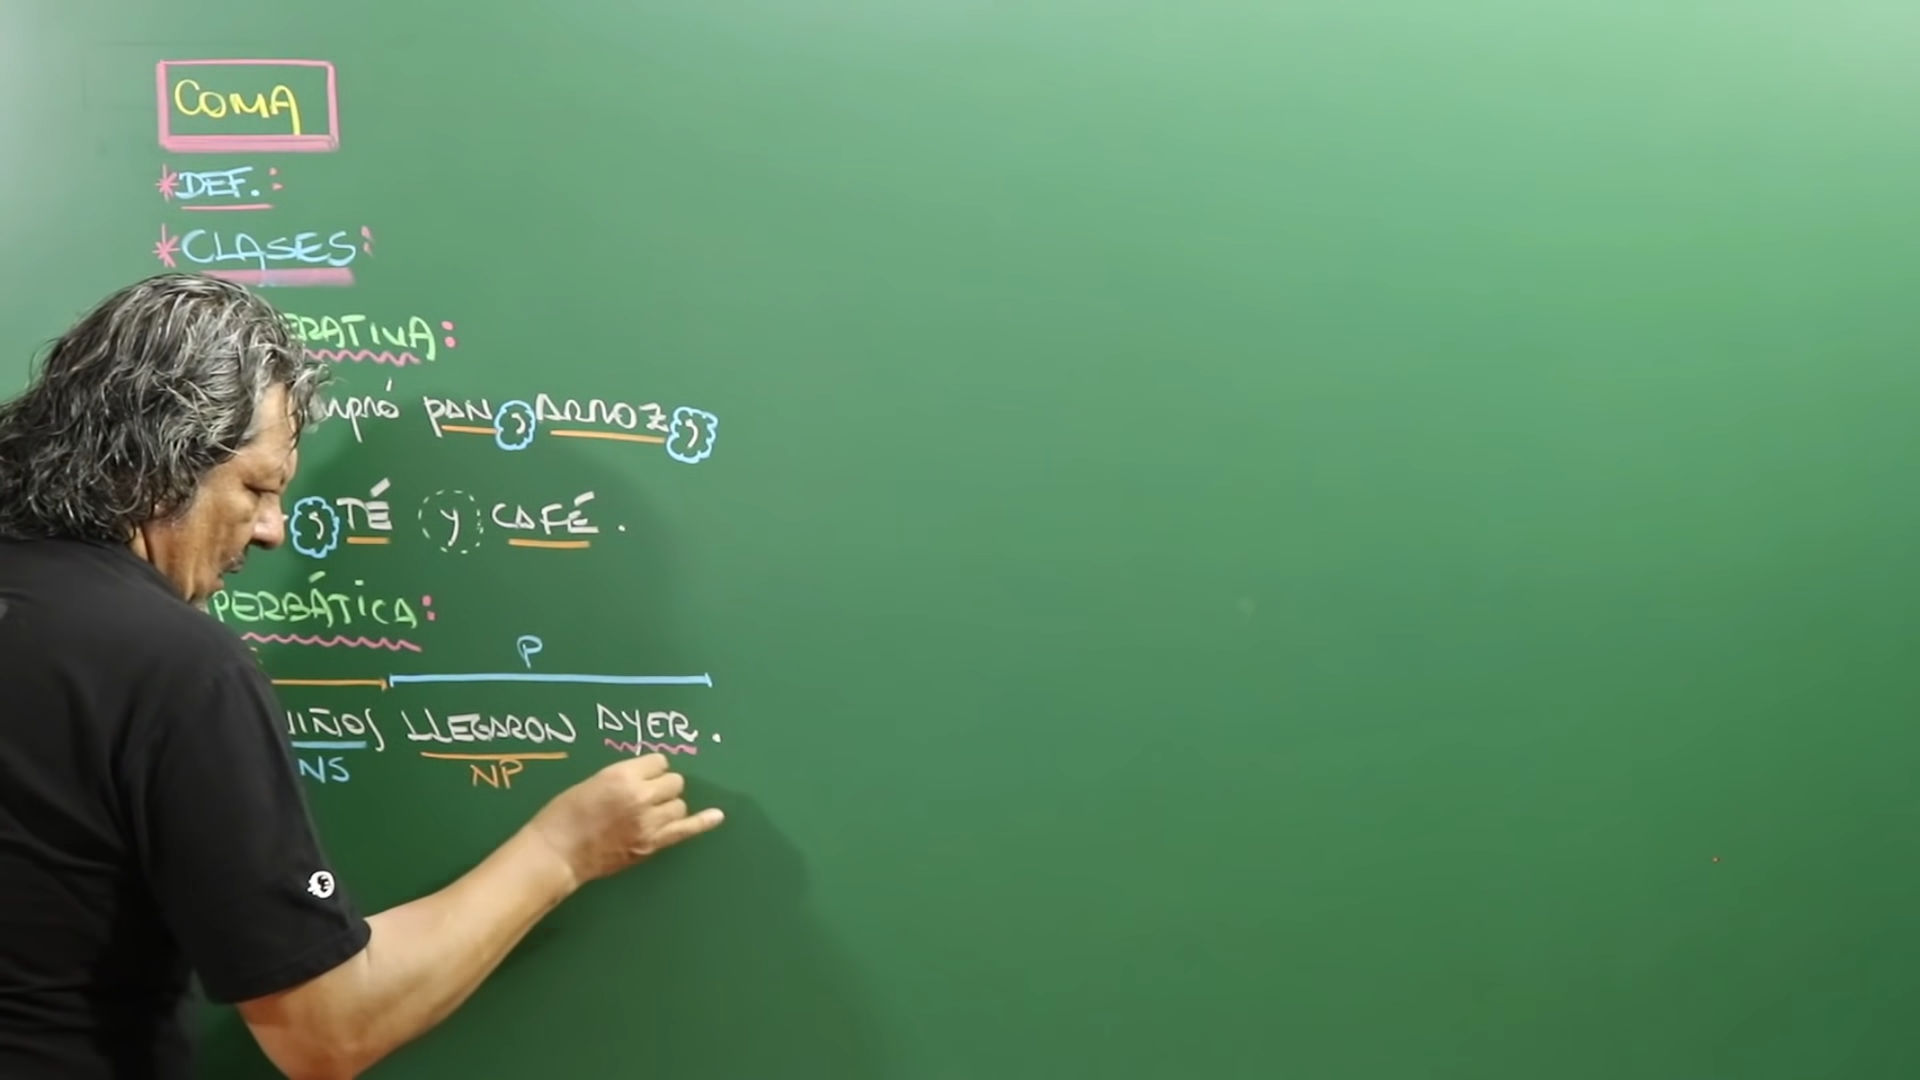 COMA
*DEF.:
*CLASES:
ERATIVA:
mpró PAN, ARROZ,
, TÉ y CAFÉ.
PERBÁTICA:
P
NIÑOS LLEGARON AYER.
NS NP